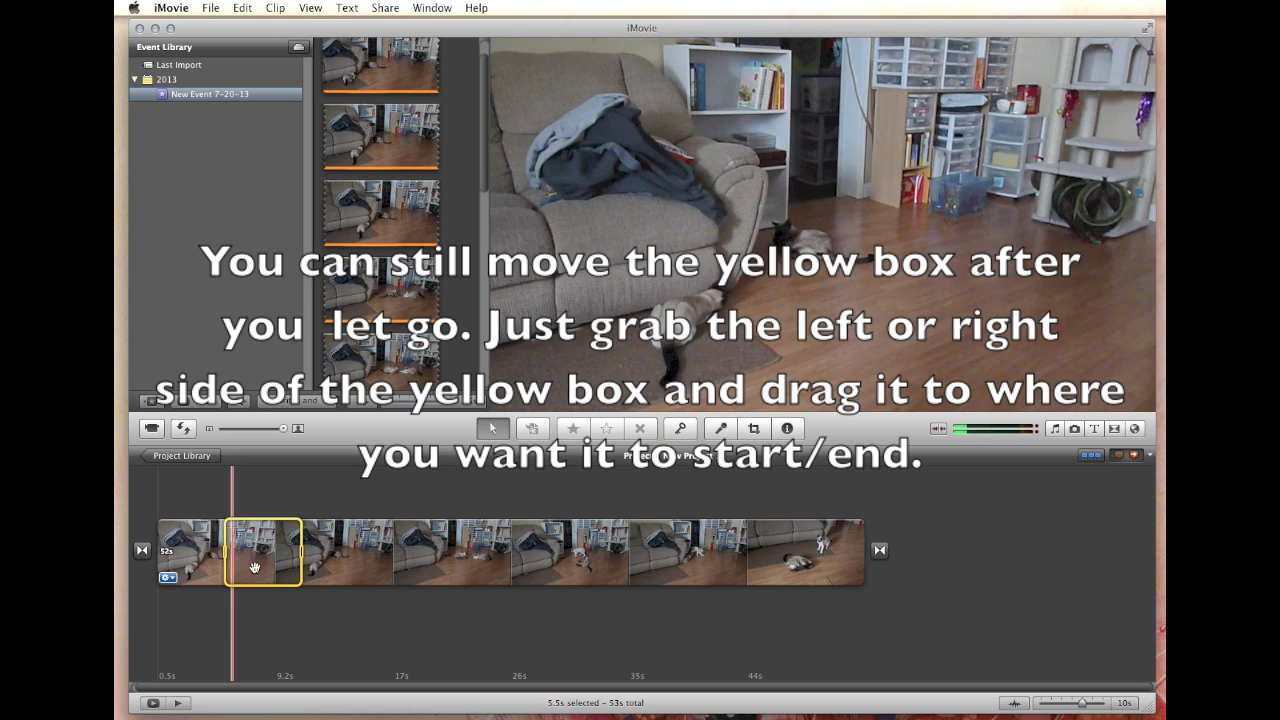 iMovie File Edit Clip View Text Share Window Help
iMovie
Event Library
Last Import
2013
New Event 7-20-13
You can still move the yellow box after
you let go. Just grab the left or right
side of the yellow box and drag it to where
you want it to start/end.
Project Library
52s
0.5s 9.2s 17s 26s 35s 44s
5.5s selected – 53s total
10s